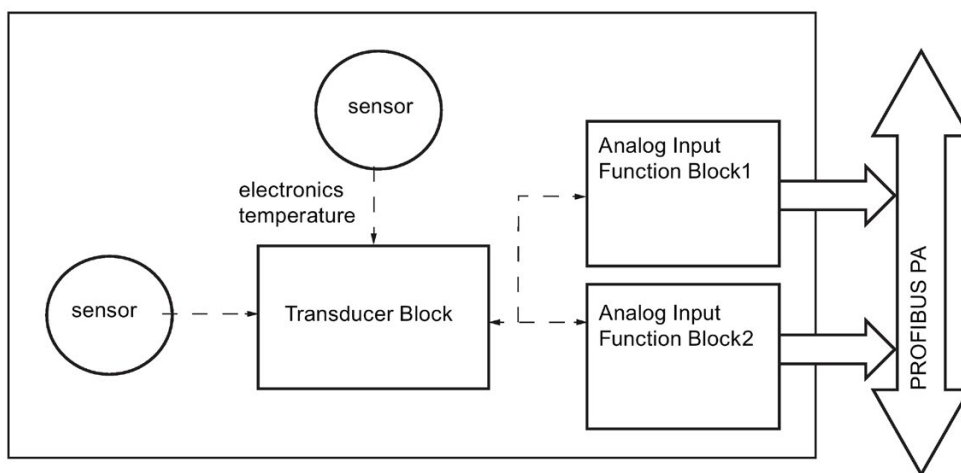 sensor
Analog Input
Function Block1
electronics
temperature
sensor
Transducer Block
Analog Input
Function Block2
PROFIBUS PA